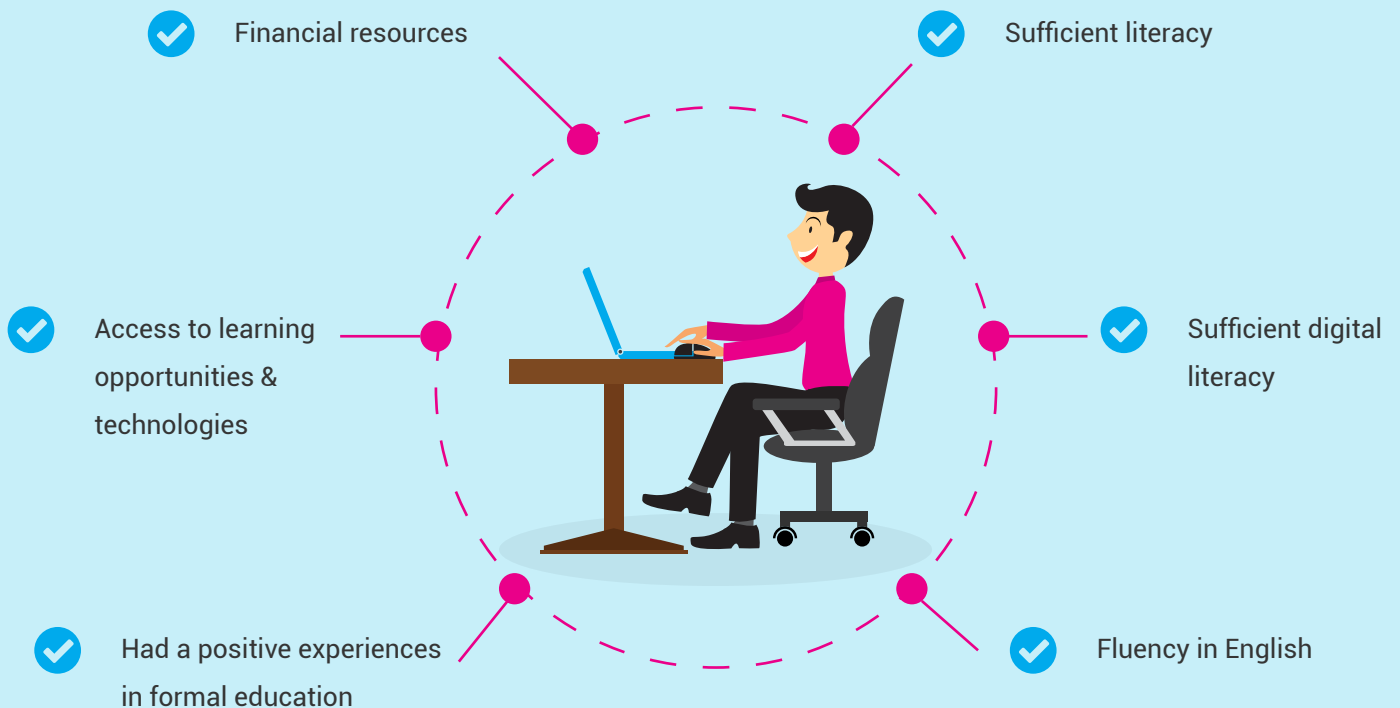 Financial resources
Sufficient literacy
Access to learning
opportunities &
technologies
Sufficient digital
literacy
Had a positive experiences
in formal education
Fluency in English